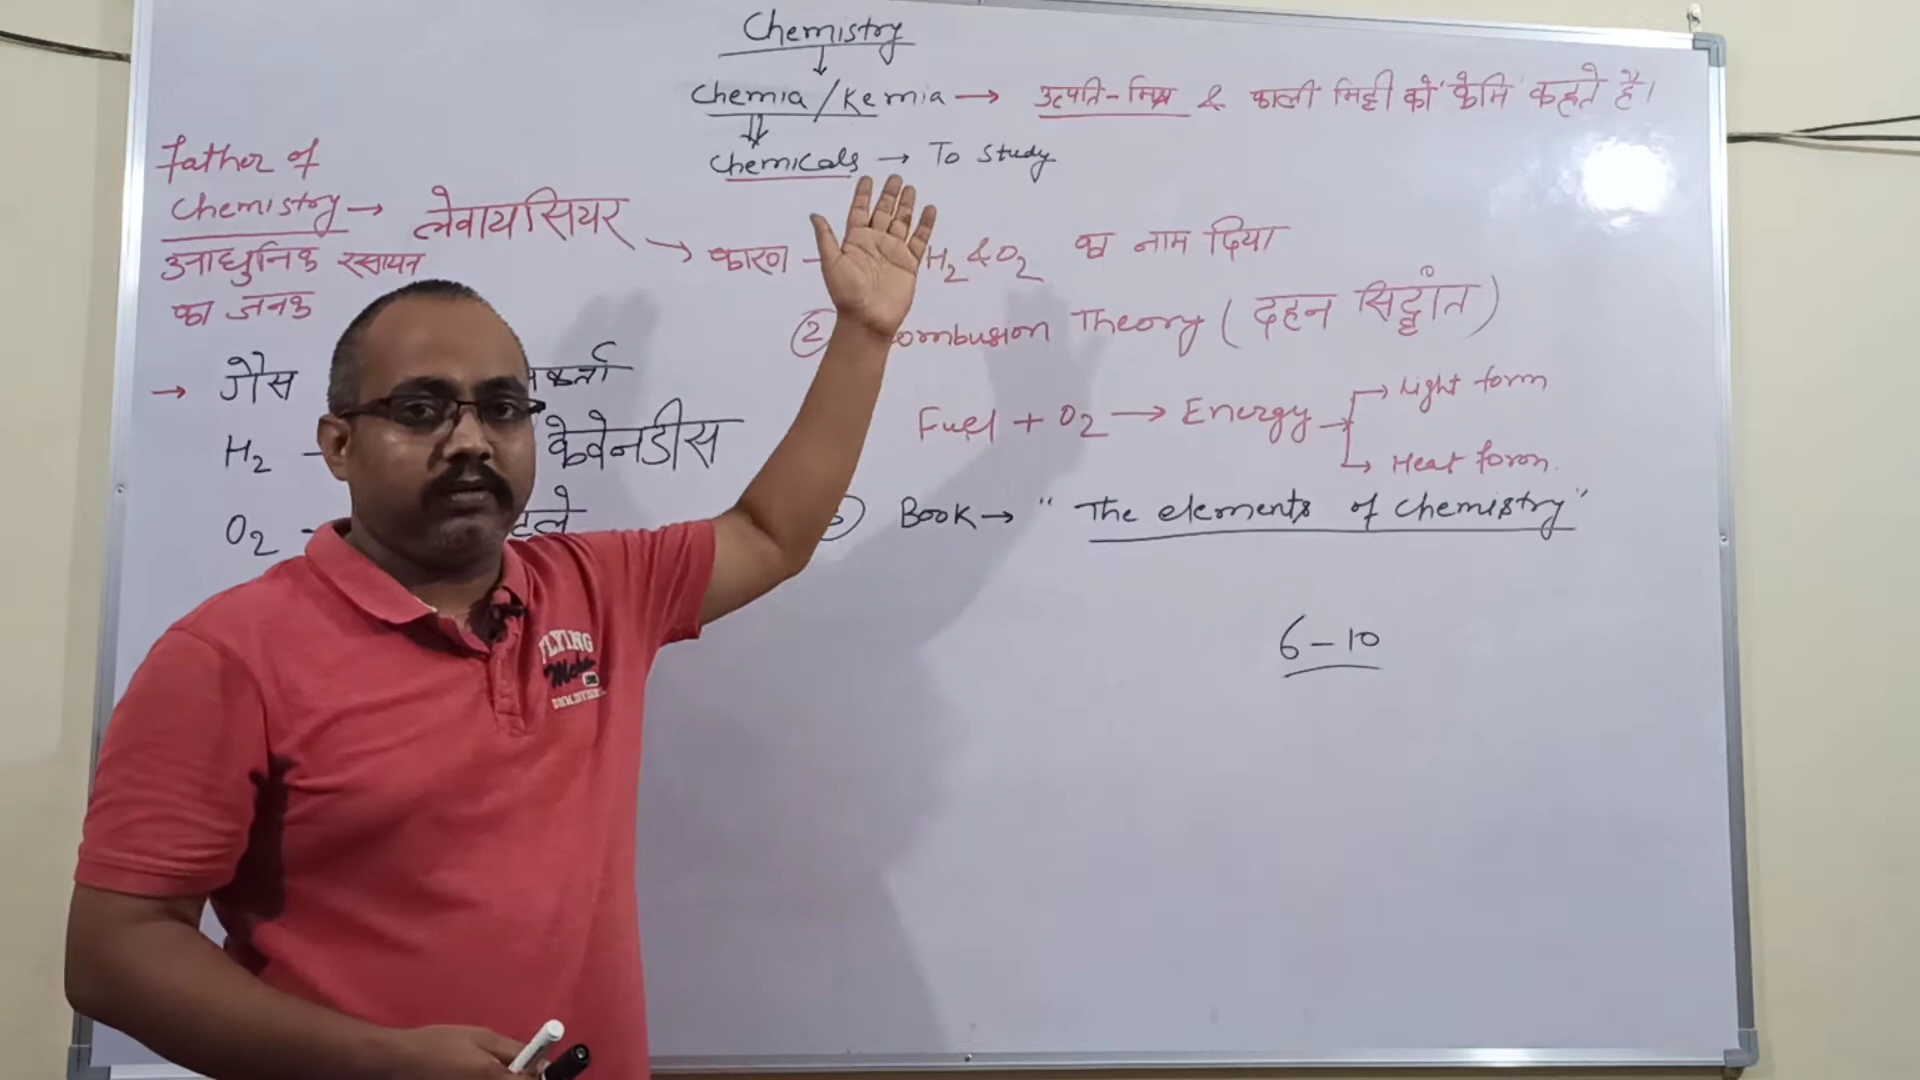 Chemistry
Chemia / Kemia → उत्पत्ति - मिस्र & काली मिट्टी को 'केमि' कहते है।
Chemicals → To Study
Father of
Chemistry → लेवायसियर → कारण → H₂ & O₂ का नाम दिया
आधुनिक रसायन
का जनक
② Combusion Theory ( दहन सिद्धांत )
→ गैस
Fuel + O₂ → Energy → Light form
→ Heat form.
H₂ - केवेनडीस
O₂ -
Book → "The elements of chemistry"
6 - 10
FLYING